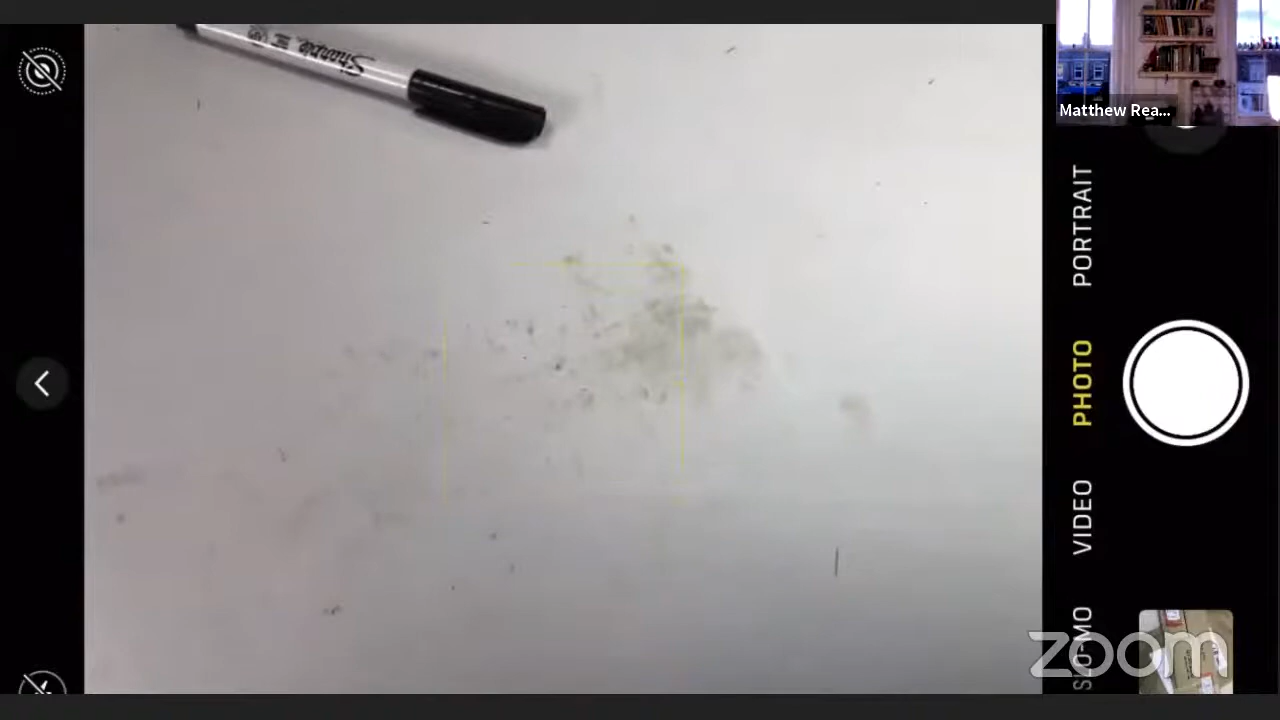 Sharpie
Matthew Rea...
PORTRAIT
PHOTO
VIDEO
SLO-MO
zoom